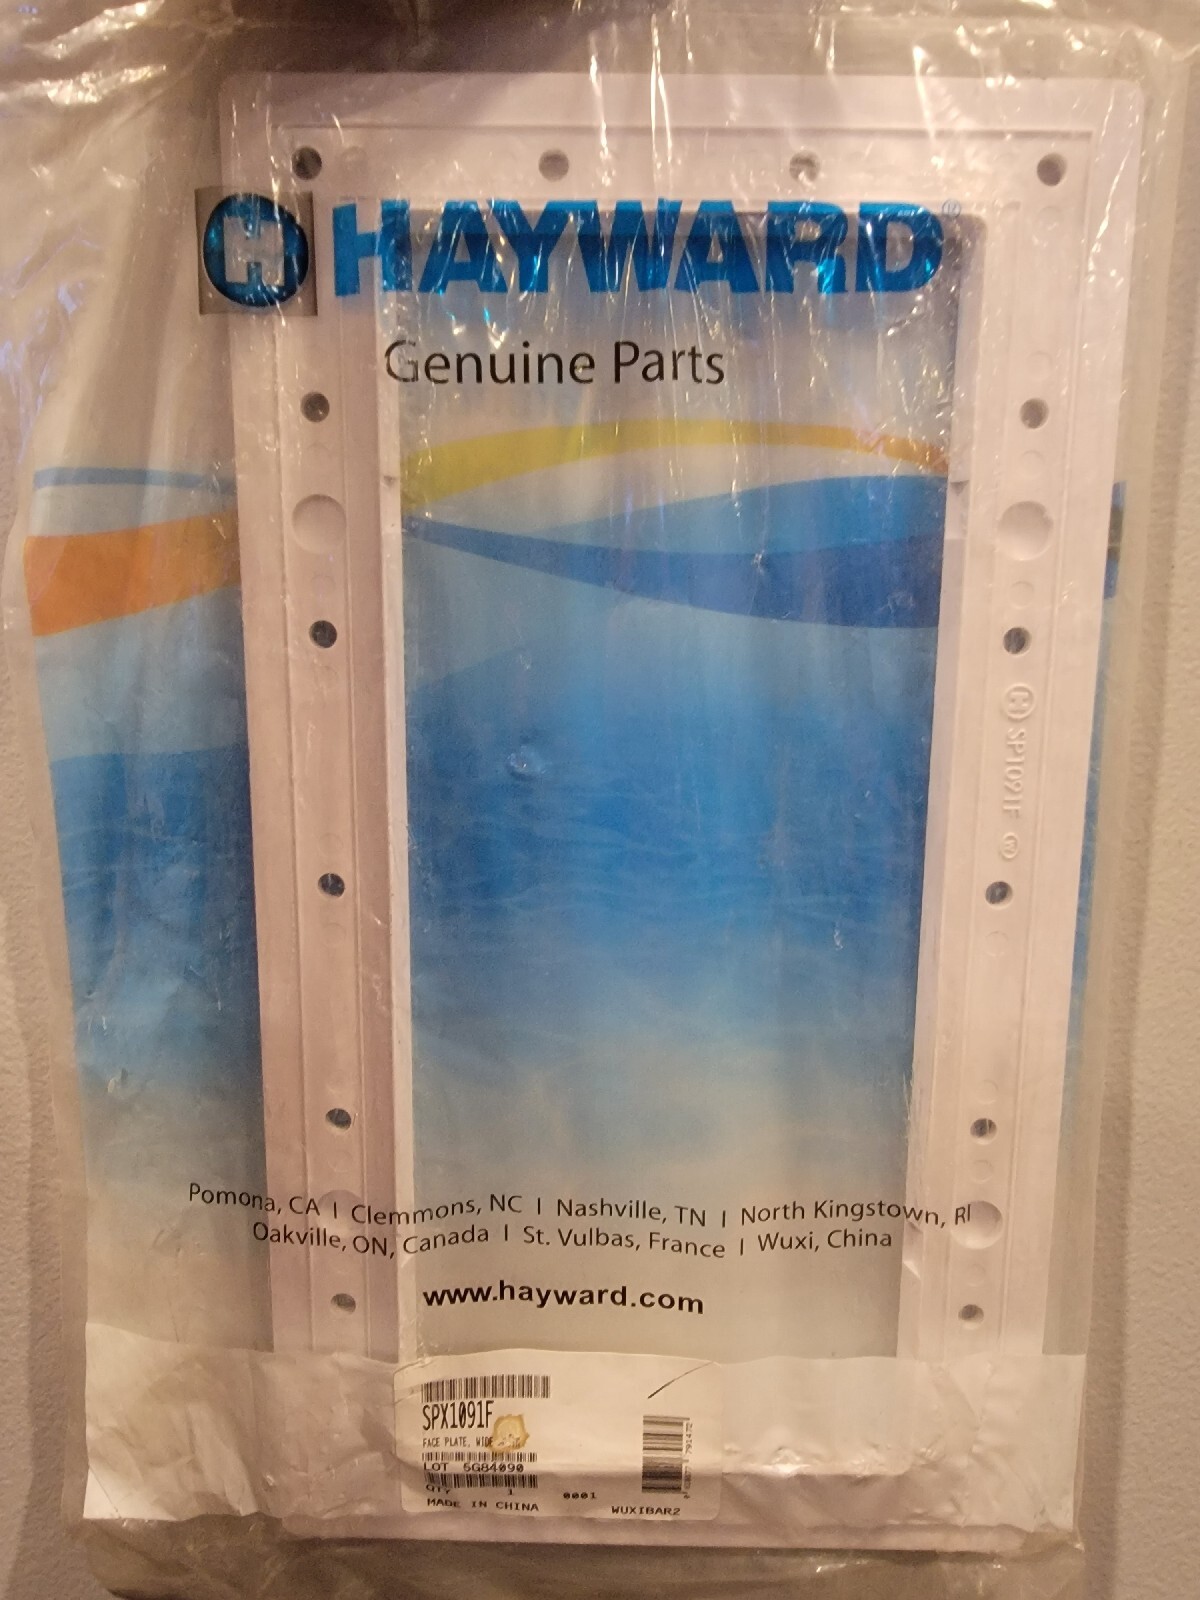 H HAYWARD®
Genuine Parts
H SP1091F W
Pomona, CA | Clemmons, NC | Nashville, TN | North Kingstown, RI
Oakville, ON, Canada | St. Vulbas, France | Wuxi, China
www.hayward.com
SPX1091F
FACE PLATE, WIDE
LOT 5G84090
QTY 1 0001
MADE IN CHINA WUXIBAR2